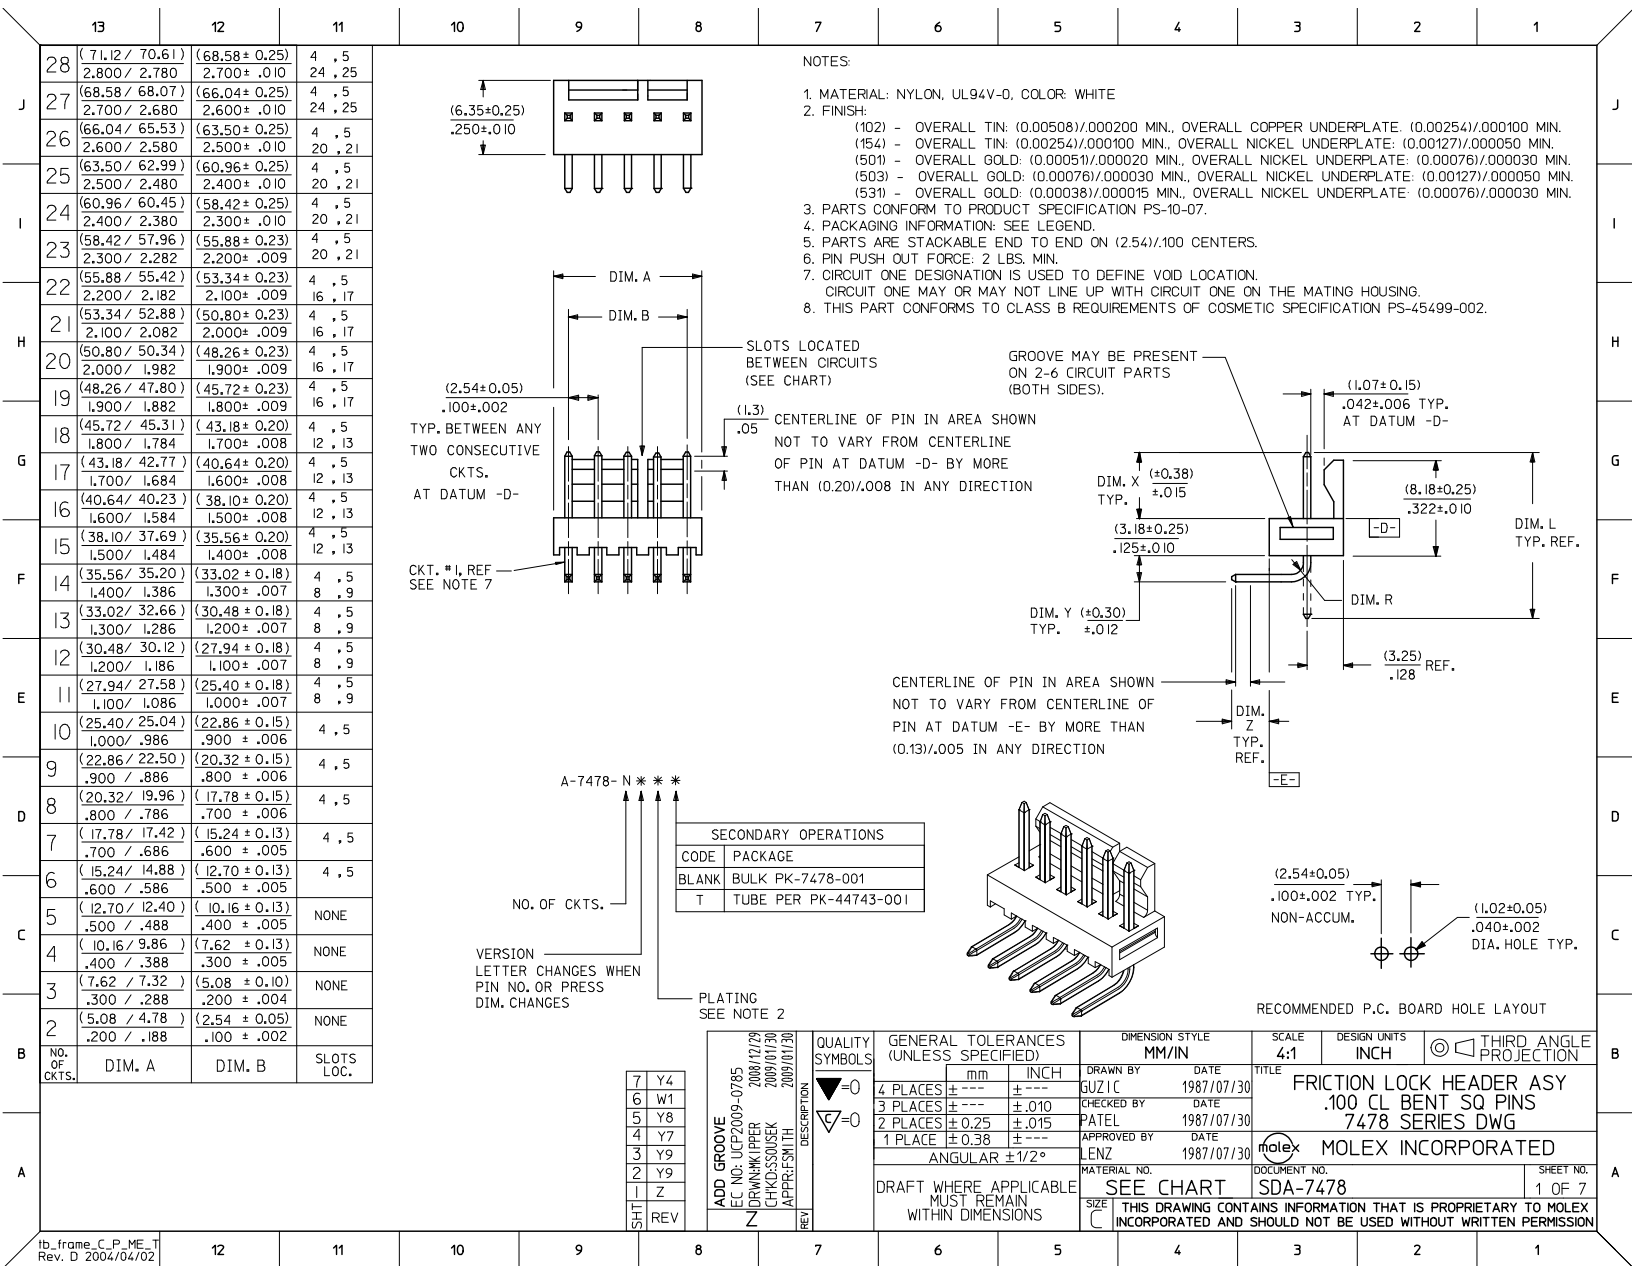 13 12 11 10 9 8 7 6 5 4 3 2 1
28 (71.12/ 70.61) 2.800/ 2.780 (68.58± 0.25) 2.700± .010 4 ,5 24 ,25
27 (68.58 / 68.07) 2.700 / 2.680 (66.04± 0.25) 2.600± .010 4 ,5 24 ,25
26 (66.04/ 65.53) 2.600 / 2.580 (63.50± 0.25) 2.500± .010 4 ,5 20 ,21
25 (63.50/ 62.99) 2.500 / 2.480 (60.96± 0.25) 2.400± .010 4 ,5 20 ,21
24 (60.96/ 60.45) 2.400 / 2.380 (58.42± 0.25) 2.300± .010 4 ,5 20 ,21
23 (58.42/ 57.96) 2.300 / 2.282 (55.88± 0.23) 2.200± .009 4 ,5 20 ,21
22 (55.88/ 55.42) 2.200/ 2.182 (53.34± 0.23) 2.100± .009 4 ,5 16 , 17
21 (53.34/ 52.88) 2.100/ 2.082 (50.80± 0.23) 2.000± .009 4 ,5 16 , 17
20 (50.80/ 50.34) 2.000/ 1.982 (48.26± 0.23) 1.900± .009 4 ,5 16 , 17
19 (48.26/ 47.80) 1.900/ 1.882 (45.72± 0.23) 1.800± .009 4 ,5 16 , 17
18 (45.72/ 45.31) 1.800/ 1.784 (43.18± 0.20) 1.700± .008 4 ,5 12 ,13
17 (43.18/ 42.77) 1.700/ 1.684 (40.64± 0.20) 1.600± .008 4 ,5 12 ,13
16 (40.64/ 40.23) 1.600/ 1.584 (38.10± 0.20) 1.500± .008 4 ,5 12 ,13
15 (38.10/ 37.69) 1.500/ 1.484 (35.56± 0.20) 1.400± .008 4 ,5 12 ,13
14 (35.56/ 35.20) 1.400/ 1.386 (33.02± 0.18) 1.300± .007 4 ,5 8 ,9
13 (33.02/ 32.66) 1.300/ 1.286 (30.48± 0.18) 1.200± .007 4 ,5 8 ,9
12 (30.48/ 30.12) 1.200/ 1.186 (27.94± 0.18) 1.100± .007 4 ,5 8 ,9
11 (27.94/ 27.58) 1.100/ 1.086 (25.40± 0.18) 1.000± .007 4 ,5 8 ,9
10 (25.40/ 25.04) 1.000/ .986 (22.86± 0.15) .900 ± .006 4 ,5
9 (22.86/ 22.50) .900 / .886 (20.32± 0.15) .800 ± .006 4 ,5
8 (20.32/ 19.96) .800 / .786 (17.78± 0.15) .700 ± .006 4 ,5
7 (17.78/ 17.42) .700 / .686 (15.24± 0.13) .600 ± .005 4 ,5
6 (15.24/ 14.88) .600 / .586 (12.70± 0.13) .500 ± .005 4 ,5
5 (12.70/ 12.40) .500 / .488 (10.16± 0.13) .400 ± .005 NONE
4 (10.16/ 9.86) .400 / .388 (7.62 ± 0.13) .300 ± .005 NONE
3 (7.62 / 7.32) .300 / .288 (5.08 ± 0.10) .200 ± .004 NONE
2 (5.08 / 4.78) .200 / .188 (2.54 ± 0.05) .100 ± .002 NONE
NO. OF CKTS. DIM. A DIM. B SLOTS LOC.
J
I
H
G
F
E
D
C
B
A
(6.35±0.25)
.250±.010
NOTES:
1. MATERIAL: NYLON, UL94V-0, COLOR: WHITE
2. FINISH:
(102) - OVERALL TIN: (0.00508)/.000200 MIN., OVERALL COPPER UNDERPLATE: (0.00254)/.000100 MIN.
(154) - OVERALL TIN: (0.00254)/.000100 MIN., OVERALL NICKEL UNDERPLATE: (0.00127)/.000050 MIN.
(501) - OVERALL GOLD: (0.00051)/.000020 MIN., OVERALL NICKEL UNDERPLATE: (0.00076)/.000030 MIN.
(503) - OVERALL GOLD: (0.00076)/.000030 MIN., OVERALL NICKEL UNDERPLATE: (0.00127)/.000050 MIN.
(531) - OVERALL GOLD: (0.00038)/.000015 MIN., OVERALL NICKEL UNDERPLATE: (0.00076)/.000030 MIN.
3. PARTS CONFORM TO PRODUCT SPECIFICATION PS-10-07.
4. PACKAGING INFORMATION: SEE LEGEND.
5. PARTS ARE STACKABLE END TO END ON (2.54)/.100 CENTERS.
6. PIN PUSH OUT FORCE: 2 LBS. MIN.
7. CIRCUIT ONE DESIGNATION IS USED TO DEFINE VOID LOCATION.
CIRCUIT ONE MAY OR MAY NOT LINE UP WITH CIRCUIT ONE ON THE MATING HOUSING.
8. THIS PART CONFORMS TO CLASS B REQUIREMENTS OF COSMETIC SPECIFICATION PS-45499-002.
DIM. A
DIM. B
SLOTS LOCATED
BETWEEN CIRCUITS
(SEE CHART)
(2.54±0.05)
.100±.002
TYP. BETWEEN ANY
TWO CONSECUTIVE
CKTS.
AT DATUM -D-
(1.3)
.05
CENTERLINE OF PIN IN AREA SHOWN
NOT TO VARY FROM CENTERLINE
OF PIN AT DATUM -D- BY MORE
THAN (0.20)/.008 IN ANY DIRECTION
CKT. #1, REF
SEE NOTE 7
GROOVE MAY BE PRESENT
ON 2-6 CIRCUIT PARTS
(BOTH SIDES).
(1.07±0.15)
.042±.006 TYP.
AT DATUM -D-
DIM. X (±0.38)
TYP. ±.015
(8.18±0.25)
.322±.010
(3.18±0.25)
.125±.010
-D-
DIM. L
TYP. REF.
DIM. R
DIM. Y (±0.30)
TYP. ±.012
(3.25)
.128 REF.
CENTERLINE OF PIN IN AREA SHOWN
NOT TO VARY FROM CENTERLINE OF
PIN AT DATUM -E- BY MORE THAN
(0.13)/.005 IN ANY DIRECTION
DIM.
Z
TYP.
REF.
-E-
A-7478- N * * *
SECONDARY OPERATIONS
CODE PACKAGE
BLANK BULK PK-7478-001
T TUBE PER PK-44743-001
NO. OF CKTS.
VERSION
LETTER CHANGES WHEN
PIN NO. OR PRESS
DIM. CHANGES
PLATING
SEE NOTE 2
(2.54±0.05)
.100±.002 TYP.
NON-ACCUM.
(1.02±0.05)
.040±.002
DIA. HOLE TYP.
RECOMMENDED P.C. BOARD HOLE LAYOUT
7 Y4
6 W1
5 Y8
4 Y7
3 Y9
2 Y9
1 Z
SHT REV
ADD GROOVE
EC NO: UCP2009-0785
DRWN:MKIPPER 2008/12/29
CHKD:SSOUSEK 2009/01/30
APPR:FSMITH 2009/01/30
Z
DESCRIPTION
REV
QUALITY
SYMBOLS
=0
C =0
GENERAL TOLERANCES
(UNLESS SPECIFIED)
mm INCH
4 PLACES ± --- ± ---
3 PLACES ± --- ± .010
2 PLACES ± 0.25 ± .015
1 PLACE ± 0.38 ± ---
ANGULAR ±1/2°
DRAFT WHERE APPLICABLE
MUST REMAIN
WITHIN DIMENSIONS
DIMENSION STYLE
MM/IN
SCALE
4:1
DESIGN UNITS
INCH
THIRD ANGLE
PROJECTION
DRAWN BY DATE
GUZIC 1987/07/30
CHECKED BY DATE
PATEL 1987/07/30
APPROVED BY DATE
LENZ 1987/07/30
TITLE
FRICTION LOCK HEADER ASY
.100 CL BENT SQ PINS
7478 SERIES DWG
molex MOLEX INCORPORATED
MATERIAL NO.
SEE CHART
DOCUMENT NO.
SDA-7478
SHEET NO.
1 OF 7
SIZE
C
THIS DRAWING CONTAINS INFORMATION THAT IS PROPRIETARY TO MOLEX
INCORPORATED AND SHOULD NOT BE USED WITHOUT WRITTEN PERMISSION
J
I
H
G
F
E
D
C
B
A
tb_frame_C_P_ME_T
Rev. D 2004/04/02
12 11 10 9 8 7 6 5 4 3 2 1